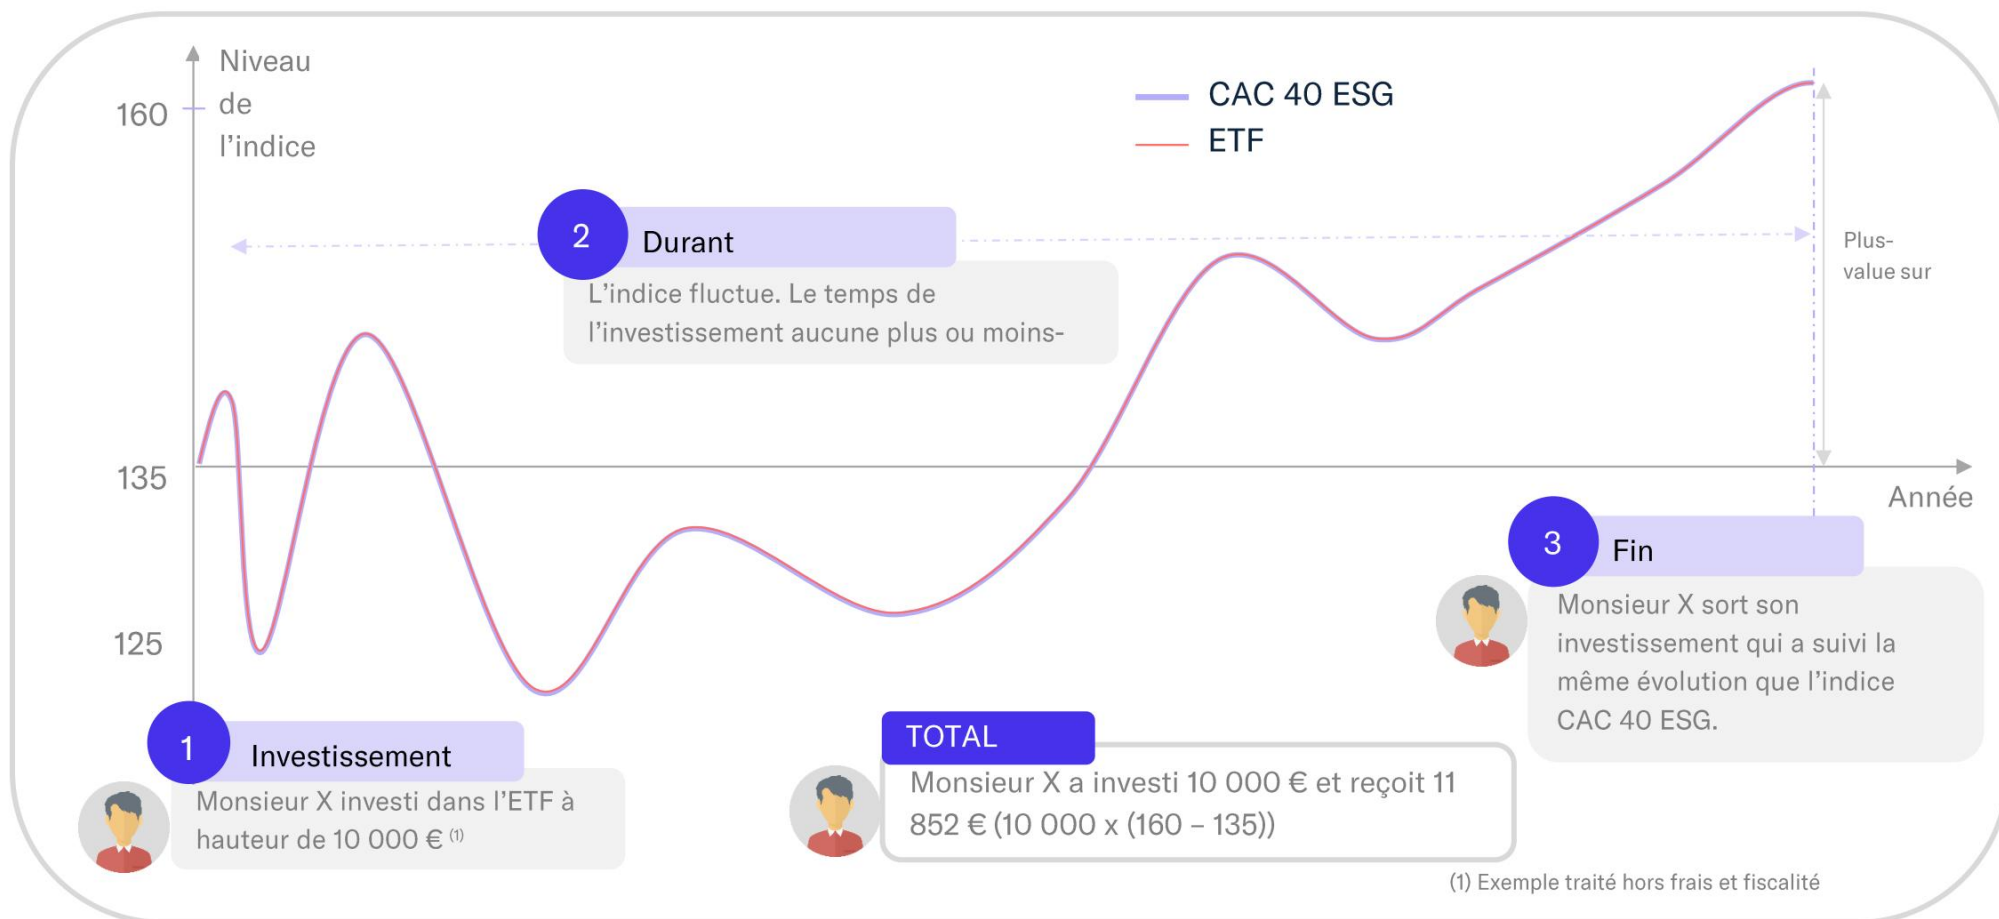 Niveau
de
l'indice
160
135
125
CAC 40 ESG
ETF
2
Durant
L'indice fluctue. Le temps de
l'investissement aucune plus ou moins-
Plus-
value sur
Année
3
Fin
Monsieur X sort son
investissement qui a suivi la
même évolution que l'indice
CAC 40 ESG.
1
Investissement
Monsieur X investi dans l'ETF à
hauteur de 10 000 € (1)
TOTAL
Monsieur X a investi 10 000 € et reçoit 11
852 € (10 000 x (160 – 135))
(1) Exemple traité hors frais et fiscalité